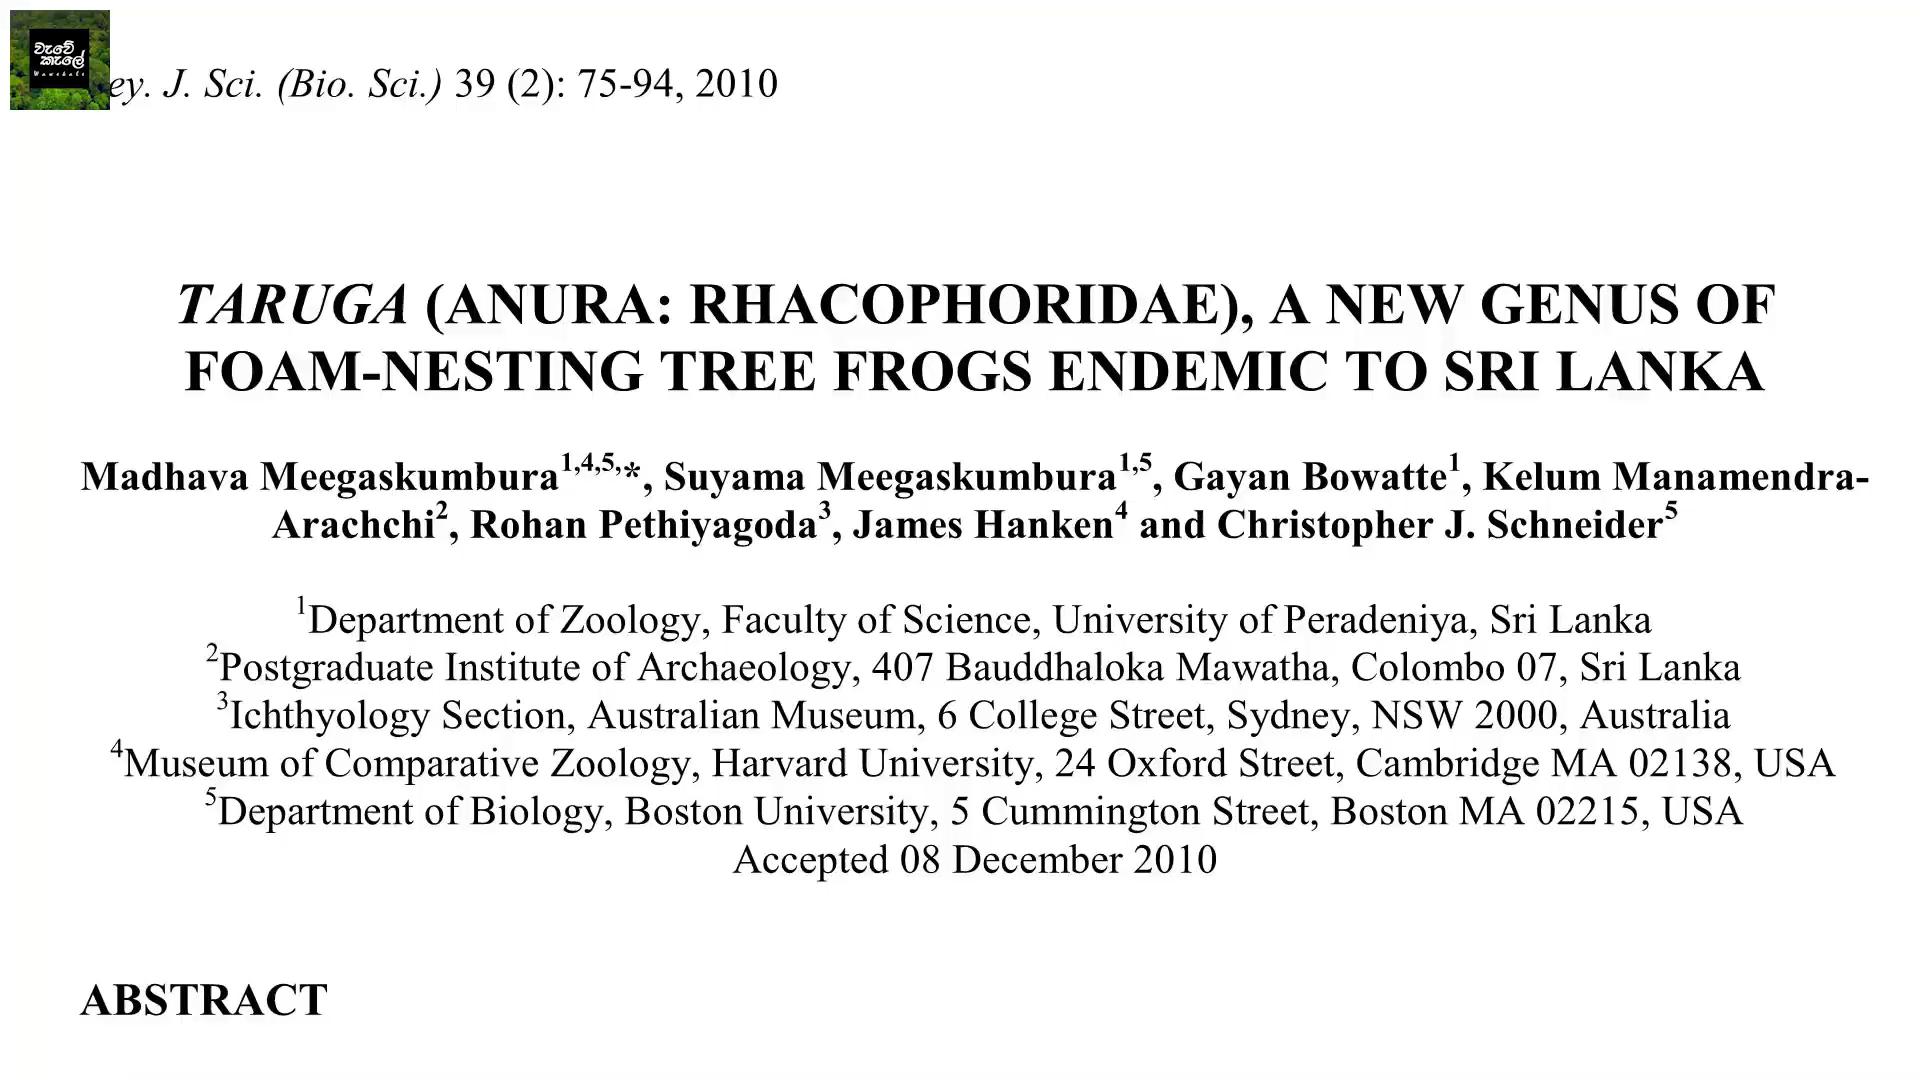 වැවේ
කැලේ
Wawekale
ey. J. Sci. (Bio. Sci.) 39 (2): 75-94, 2010
TARUGA (ANURA: RHACOPHORIDAE), A NEW GENUS OF
FOAM-NESTING TREE FROGS ENDEMIC TO SRI LANKA
Madhava Meegaskumbura1,4,5,*, Suyama Meegaskumbura1,5, Gayan Bowatte1, Kelum Manamendra-
Arachchi2, Rohan Pethiyagoda3, James Hanken4 and Christopher J. Schneider5
1Department of Zoology, Faculty of Science, University of Peradeniya, Sri Lanka
2Postgraduate Institute of Archaeology, 407 Bauddhaloka Mawatha, Colombo 07, Sri Lanka
3Ichthyology Section, Australian Museum, 6 College Street, Sydney, NSW 2000, Australia
4Museum of Comparative Zoology, Harvard University, 24 Oxford Street, Cambridge MA 02138, USA
5Department of Biology, Boston University, 5 Cummington Street, Boston MA 02215, USA
Accepted 08 December 2010
ABSTRACT